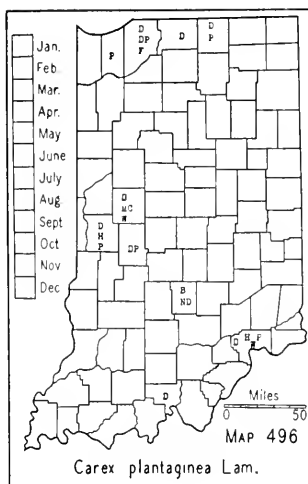 D D
P DP D P
F
Jan.
Feb.
Mar.
Apr.
May
June
July
Aug
Sept
Oct
Nov
Dec
D
MC
D
H DP
P
B
ND
D H P
D
Miles
0 50
MAP 496
Carex plantaginea Lam.